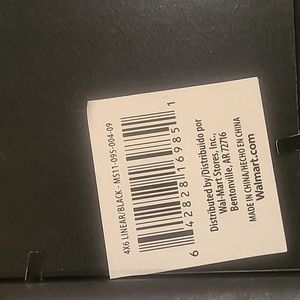 4X6 LINEAR/BLACK - MS11-095-004-09
6 42828 16985 1
Distributed by/Distribuido por
Wal-Mart Stores, Inc.,
Bentonville, AR 72716
MADE IN CHINA/HECHO EN CHINA
Walmart.com